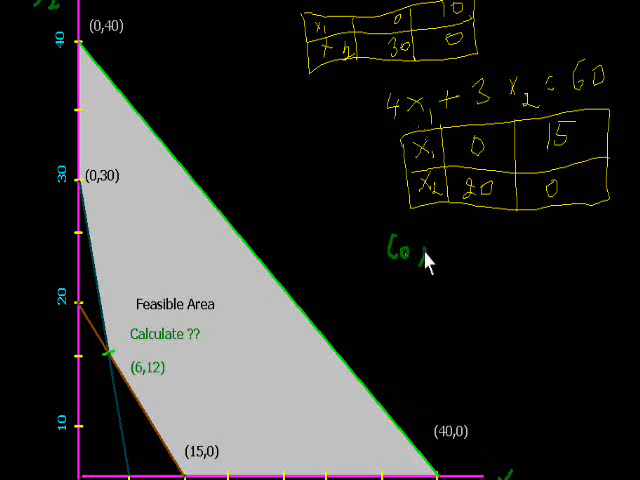 (0,40)
40
x₁ 0 10
30 0
4x₁ + 3 x₂ = 60
x₁ 0 15
x₂ 20 0
30
(0,30)
20
Feasible Area
Calculate ??
(6,12)
10
(40,0)
(15,0)